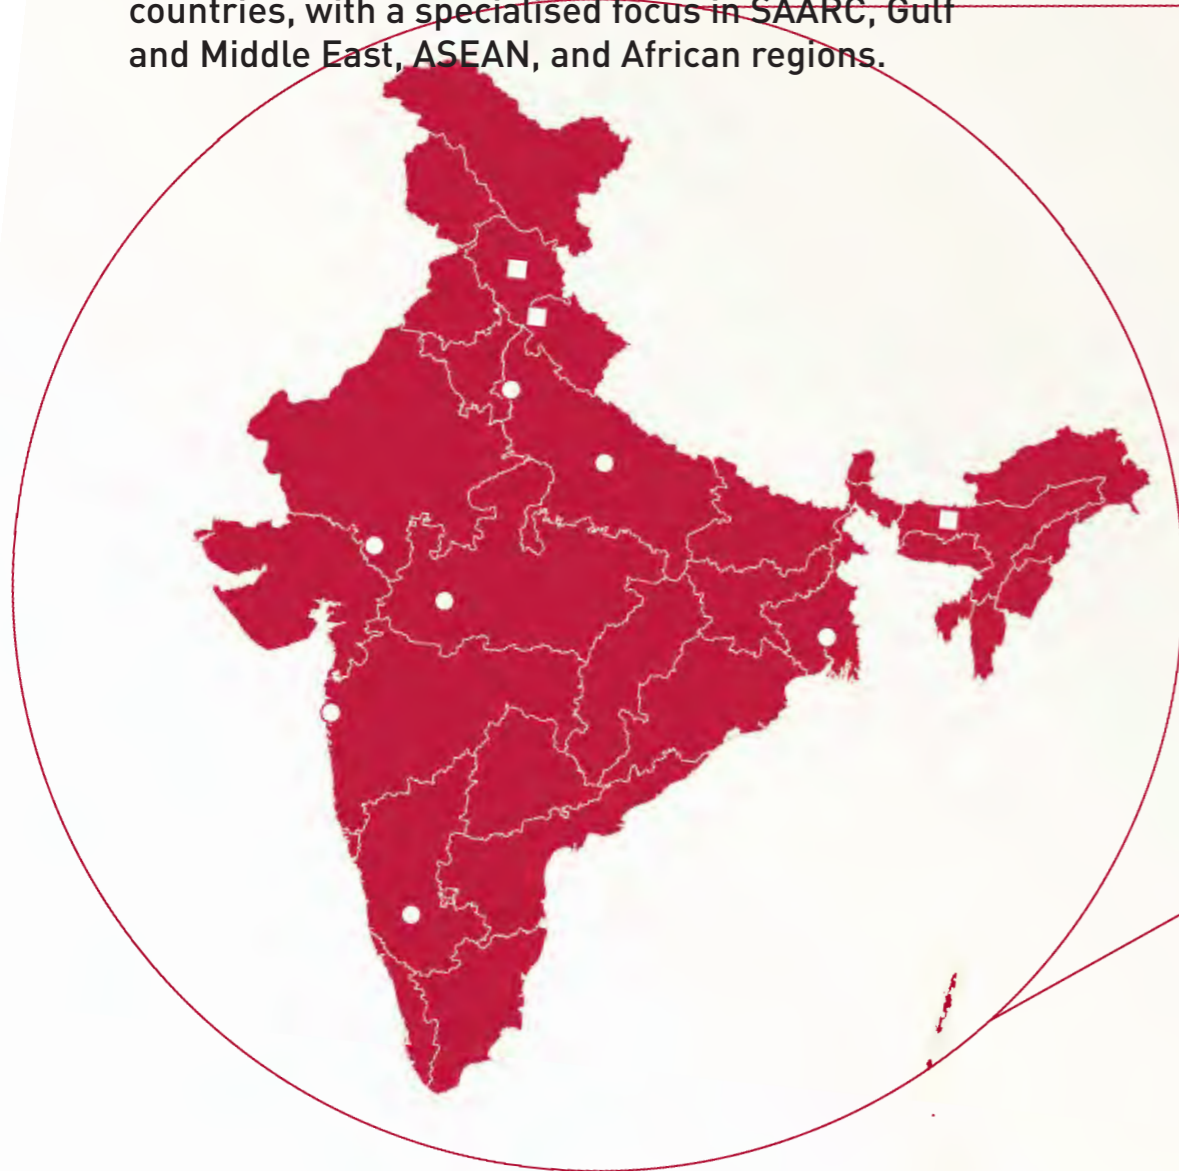 countries, with a specialised focus in SAARC, Gulf
and Middle East, ASEAN, and African regions.